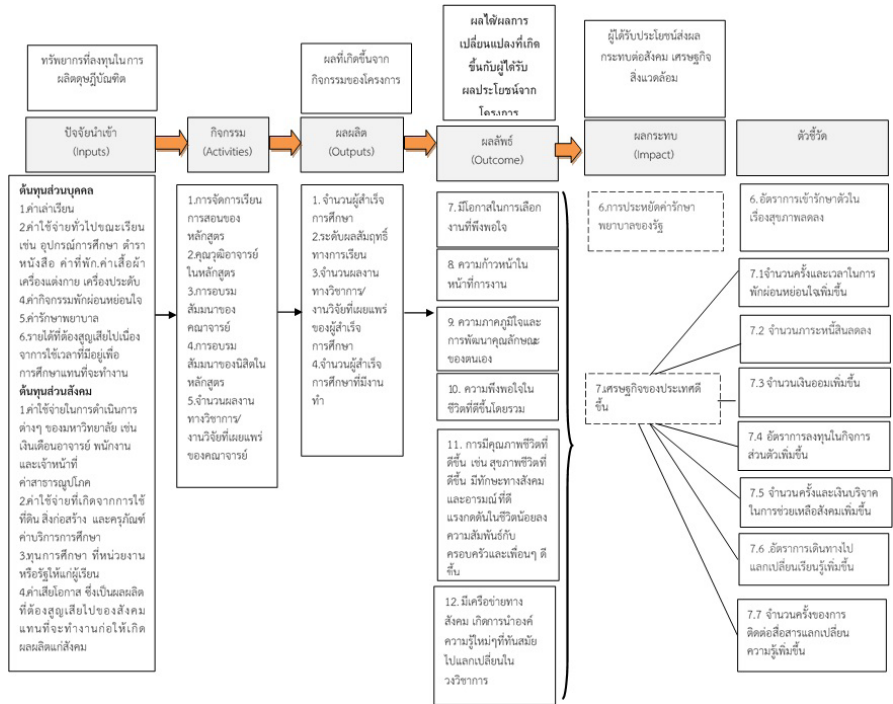 ทรัพยากรที่ลงทุนในการ
ผลิตดุษฎีบัณฑิต
ผลที่เกิดขึ้นจาก
กิจกรรมของโครงการ
ผลได้/ผลการ
เปลี่ยนแปลงที่เกิด
ขึ้นกับผู้ได้รับ
ผลประโยชน์จาก
โครงการ
ผู้ได้รับประโยชน์ส่งผล
กระทบต่อสังคม เศรษฐกิจ
สิ่งแวดล้อม
ปัจจัยนำเข้า
(Inputs)
กิจกรรม
(Activities)
ผลผลิต
(Outputs)
ผลลัพธ์
(Outcome)
ผลกระทบ
(Impact)
ตัวชี้วัด
ต้นทุนส่วนบุคคล
1.ค่าเล่าเรียน
2.ค่าใช้จ่ายทั่วไปขณะเรียน
เช่น อุปกรณ์การศึกษา ตำรา
หนังสือ ค่าที่พัก.ค่าเสื้อผ้า
เครื่องแต่งกาย เครื่องประดับ
4.ค่ากิจกรรมพักผ่อนหย่อนใจ
5.ค่ารักษาพยาบาล
6.รายได้ที่ต้องสูญเสียไปเนื่อง
จาการใช้เวลาที่มีอยู่เพื่อ
การศึกษาแทนที่จะทำงาน
ต้นทุนส่วนสังคม
1.ค่าใช้จ่ายในการดำเนินการ
ต่างๆ ของมหาวิทยาลัย เช่น
เงินเดือนอาจารย์ พนักงาน
และเจ้าหน้าที่
ค่าสาธารณูปโภค
2.ค่าใช้จ่ายที่เกิดจากการใช้
ที่ดิน สิ่งก่อสร้าง และครุภัณฑ์
ค่าบริการการศึกษา
3.ทุนการศึกษา ที่หน่วยงาน
หรือรัฐให้แก่ผู้เรียน
4.ค่าเสียโอกาส ซึ่งเป็นผลผลิต
ที่ต้องสูญเสียไปของสังคม
แทนที่จะทำงานก่อให้เกิด
ผลผลิตแก่สังคม
1.การจัดการเรียน
การสอนของ
หลักสูตร
2.คุณวุฒิอาจารย์
ในหลักสูตร
3.การอบรม
สัมมนาของ
คณาจารย์
4.การอบรม
สัมมนาของนิสิตใน
หลักสูตร
5.จำนวนผลงาน
ทางวิชาการ/
งานวิจัยที่เผยแพร่
ของคณาจารย์
1. จำนวนผู้สำเร็จ
การศึกษา
2.ระดับผลสัมฤทธิ์
ทางการเรียน
3.จำนวนผลงาน
ทางวิชาการ/
งานวิจัยที่เผยแพร่
ของผู้สำเร็จ
การศึกษา
4.จำนวนผู้สำเร็จ
การศึกษาที่มีงาน
ทำ
7. มีโอกาสในการเลือก
งานที่พึงพอใจ
8. ความก้าวหน้าใน
หน้าที่การงาน
9. ความภาคภูมิใจและ
การพัฒนาคุณลักษณะ
ของตนเอง
10. ความพึงพอใจใน
ชีวิตที่ดีขึ้นโดยรวม
11. การมีคุณภาพชีวิตที่
ดีขึ้น เช่น สุขภาพชีวิตที่
ดีขึ้น มีทักษะทางสังคม
และอารมณ์ที่ดี
แรงกดดันในชีวิตน้อยลง
ความสัมพันธ์กับ
ครอบครัวและเพื่อนๆ ดี
ขึ้น
12. มีเครือข่ายทาง
สังคม เกิดการนำองค์
ความรู้ใหม่ๆที่ทันสมัย
ไปแลกเปลี่ยนใน
วงวิชาการ
6.การประหยัดค่ารักษา
พยาบาลของรัฐ
7.เศรษฐกิจของประเทศดี
ขึ้น
6. อัตราการเข้ารักษาตัวใน
เรื่องสุขภาพลดลง
7.1จำนวนครั้งและเวลาในการ
พักผ่อนหย่อนใจเพิ่มขึ้น
7.2 จำนวนภาระหนี้สินลดลง
7.3 จำนวนเงินออมเพิ่มขึ้น
7.4 อัตราการลงทุนในกิจการ
ส่วนตัวเพิ่มขึ้น
7.5 จำนวนครั้งและเงินบริจาค
ในการช่วยเหลือสังคมเพิ่มขึ้น
7.6 .อัตราการเดินทางไป
แลกเปลี่ยนเรียนรู้เพิ่มขึ้น
7.7 จำนวนครั้งของการ
ติดต่อสื่อสารแลกเปลี่ยน
ความรู้เพิ่มขึ้น